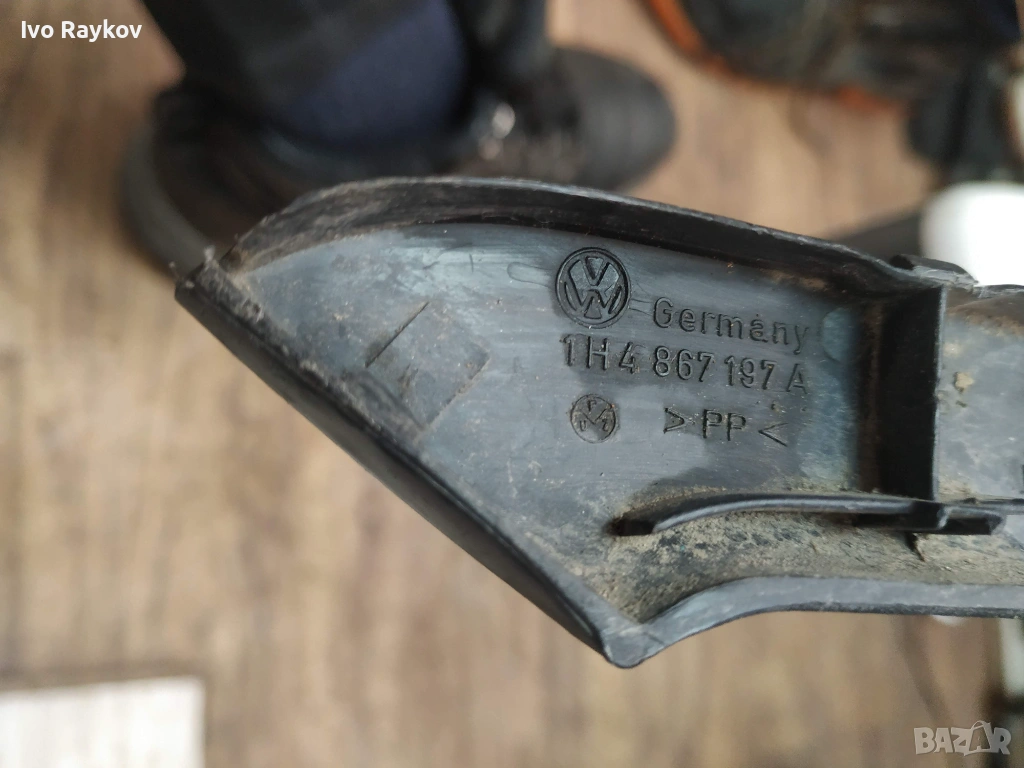 Ivo Raykov
Germany
1H4 867 197 A
>PP<
BAZAR